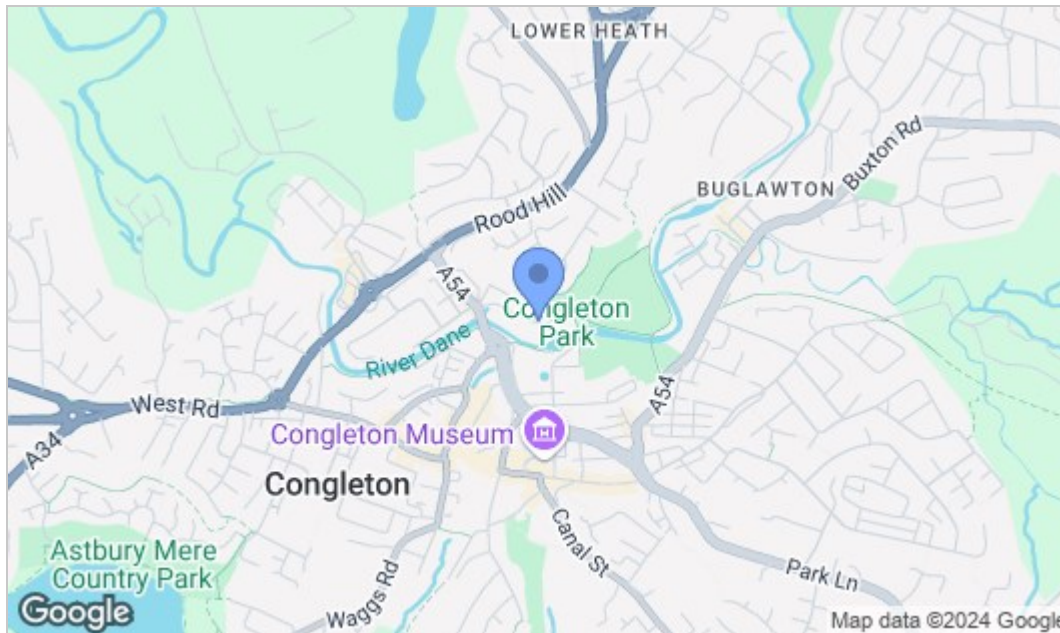 LOWER HEATH
Buxton Rd
BUGLAWTON
Rood Hill
A54
Congleton
Park
River Dane
A54
West Rd
A34
Congleton Museum
Congleton
Canal St
Astbury Mere
Country Park
Park Ln
Waggs Rd
Google
Map data ©2024 Google